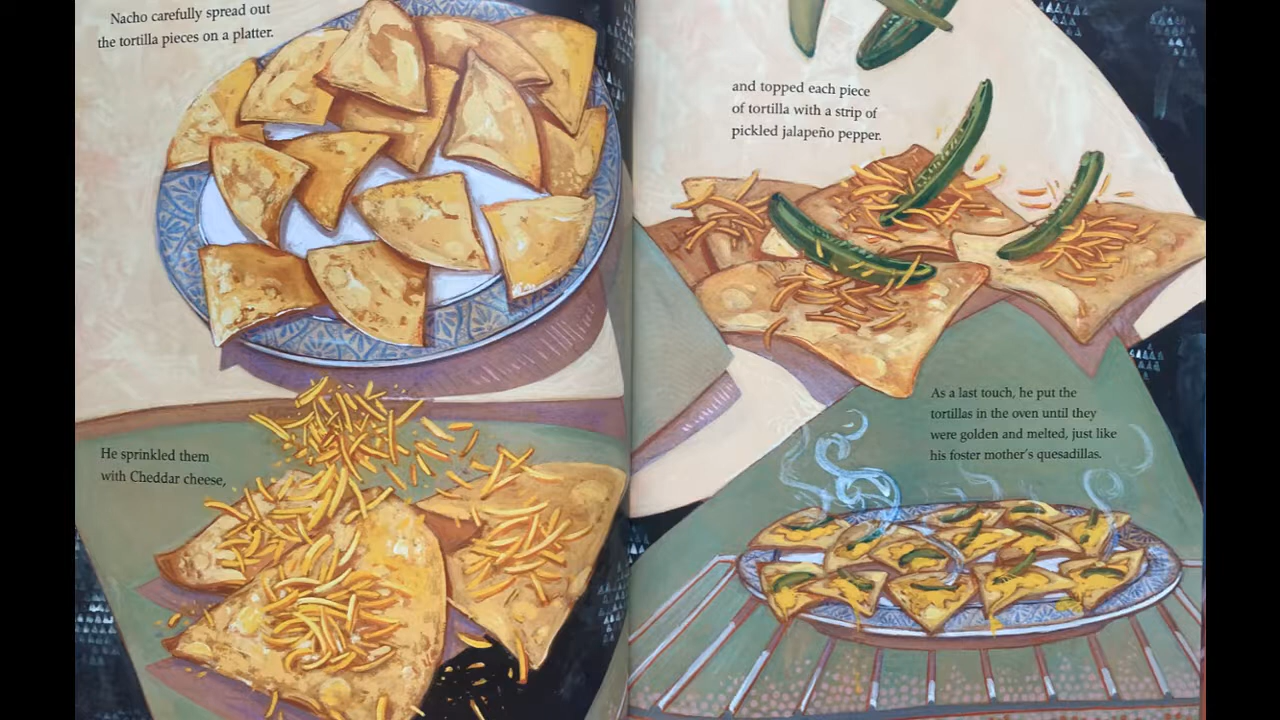 Nacho carefully spread out
the tortilla pieces on a platter.
He sprinkled them
with Cheddar cheese,
and topped each piece
of tortilla with a strip of
pickled jalapeño pepper.
As a last touch, he put the
tortillas in the oven until they
were golden and melted, just like
his foster mother's quesadillas.